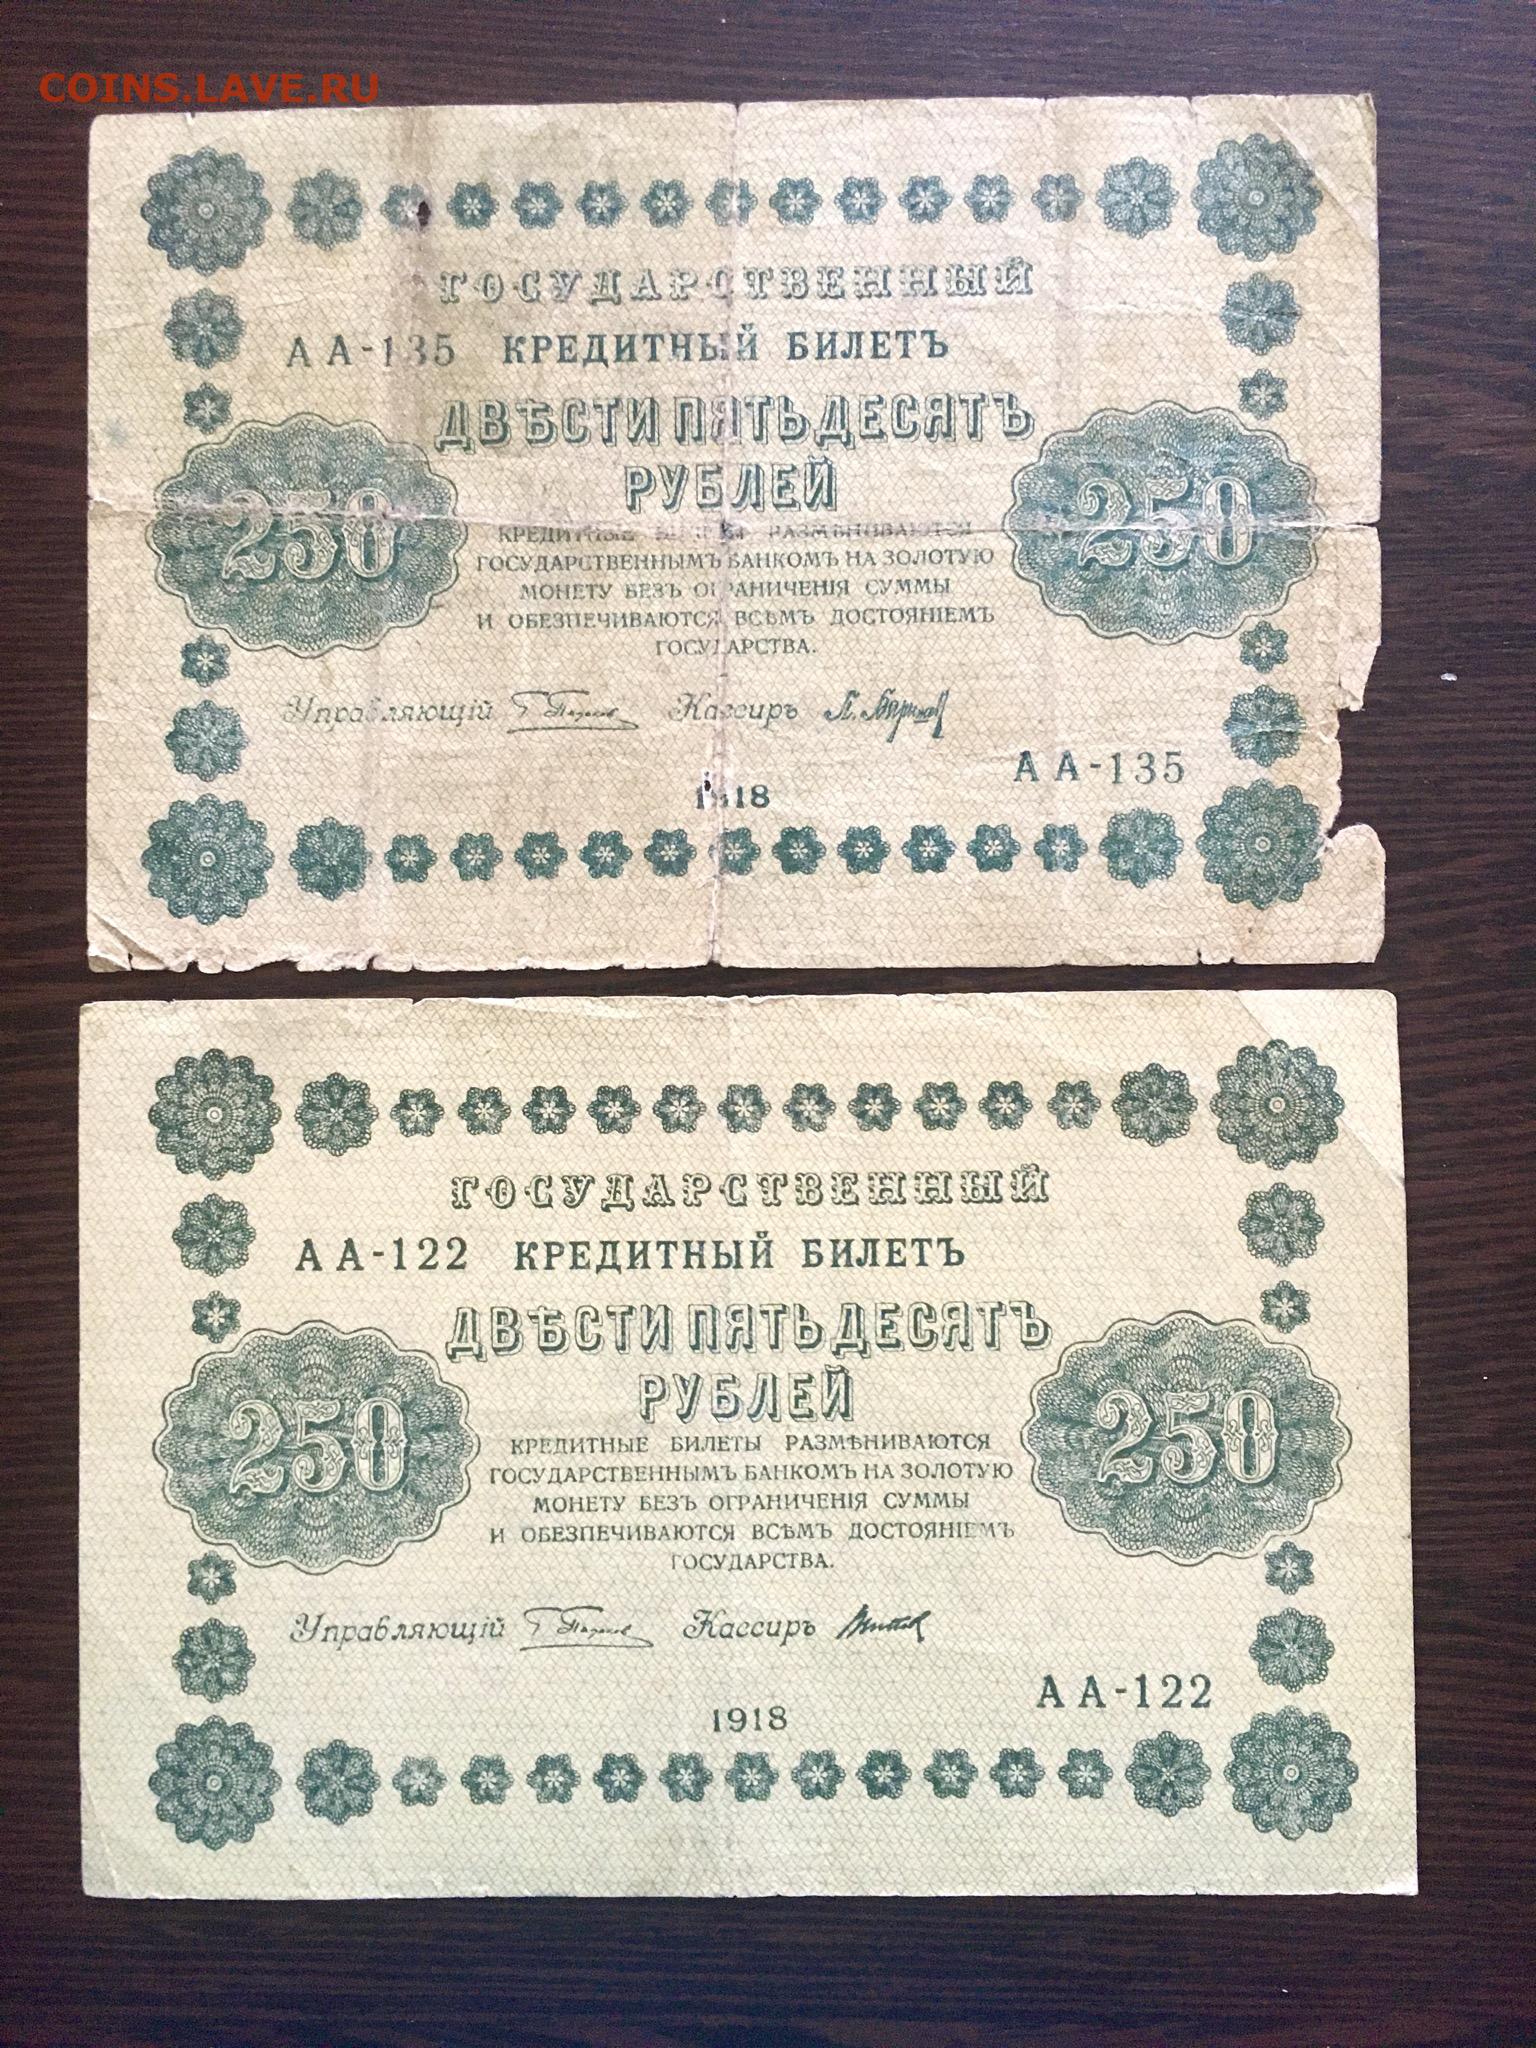 COINS.LAVE.RU
ГОСУДАРСТВЕННЫЙ
АА-135 КРЕДИТНЫЙ БИЛЕТЪ
ДВѢСТИ ПЯТЬДЕСЯТЪ
РУБЛЕЙ
250 250
КРЕДИТНЫЕ БИЛЕТЫ РАЗМѢНИВАЮТСЯ
ГОСУДАРСТВЕННЫМЪ БАНКОМЪ НА ЗОЛОТУЮ
МОНЕТУ БЕЗЪ ОГРАНИЧЕНІЯ СУММЫ
И ОБЕЗПЕЧИВАЮТСЯ ВСѢМЪ ДОСТОЯНІЕМЪ
ГОСУДАРСТВА.
Управляющій Кассиръ
АА-135
1918
ГОСУДАРСТВЕННЫЙ
АА-122 КРЕДИТНЫЙ БИЛЕТЪ
ДВѢСТИ ПЯТЬДЕСЯТЪ
РУБЛЕЙ
250 250
КРЕДИТНЫЕ БИЛЕТЫ РАЗМѢНИВАЮТСЯ
ГОСУДАРСТВЕННЫМЪ БАНКОМЪ НА ЗОЛОТУЮ
МОНЕТУ БЕЗЪ ОГРАНИЧЕНІЯ СУММЫ
И ОБЕЗПЕЧИВАЮТСЯ ВСѢМЪ ДОСТОЯНІЕМЪ
ГОСУДАРСТВА.
Управляющій Кассиръ
АА-122
1918